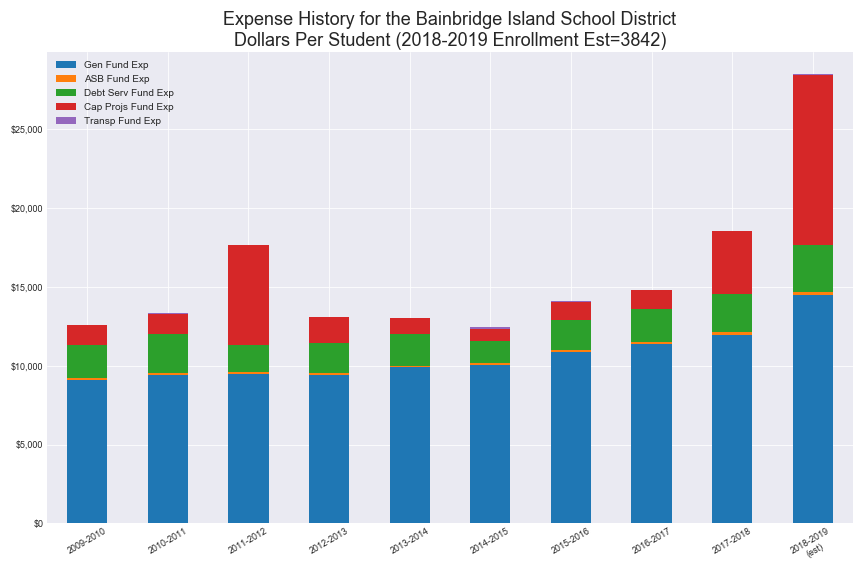 Expense History for the Bainbridge Island School District
Dollars Per Student (2018-2019 Enrollment Est=3842)
Gen Fund Exp
ASB Fund Exp
Debt Serv Fund Exp
Cap Projs Fund Exp
Transp Fund Exp
$25,000
$20,000
$15,000
$10,000
$5,000
$0
2009-2010
2010-2011
2011-2012
2012-2013
2013-2014
2014-2015
2015-2016
2016-2017
2017-2018
2018-2019
(est)